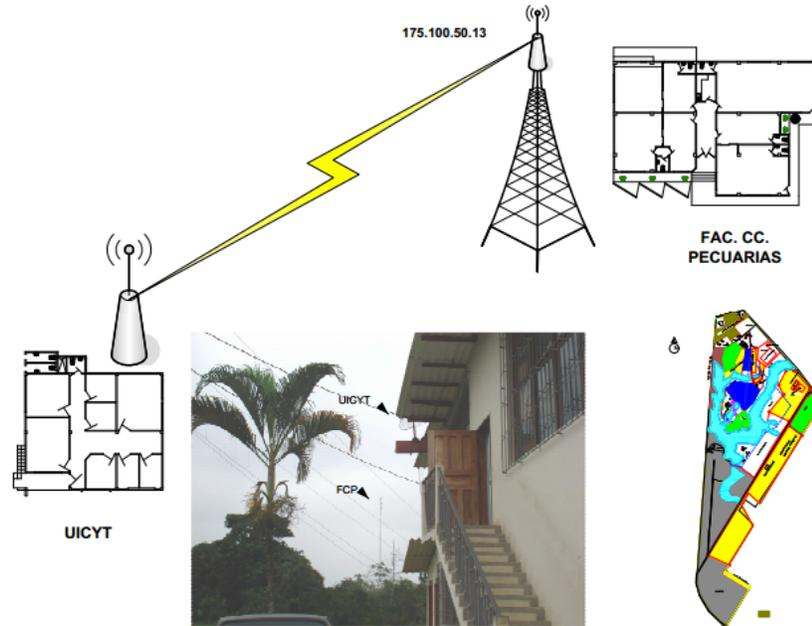 175.100.50.13
FAC. CC.
PECUARIAS
UICYT
FCP
UICYT